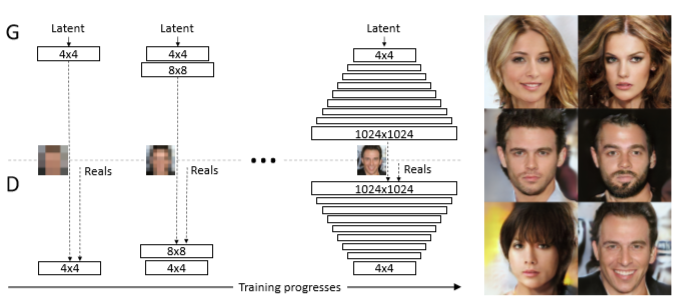 G
Latent
Latent
Latent
4x4
4x4
8x8
4x4
1024x1024
Reals
Reals
Reals
D
1024x1024
4x4
8x8
4x4
4x4
Training progresses